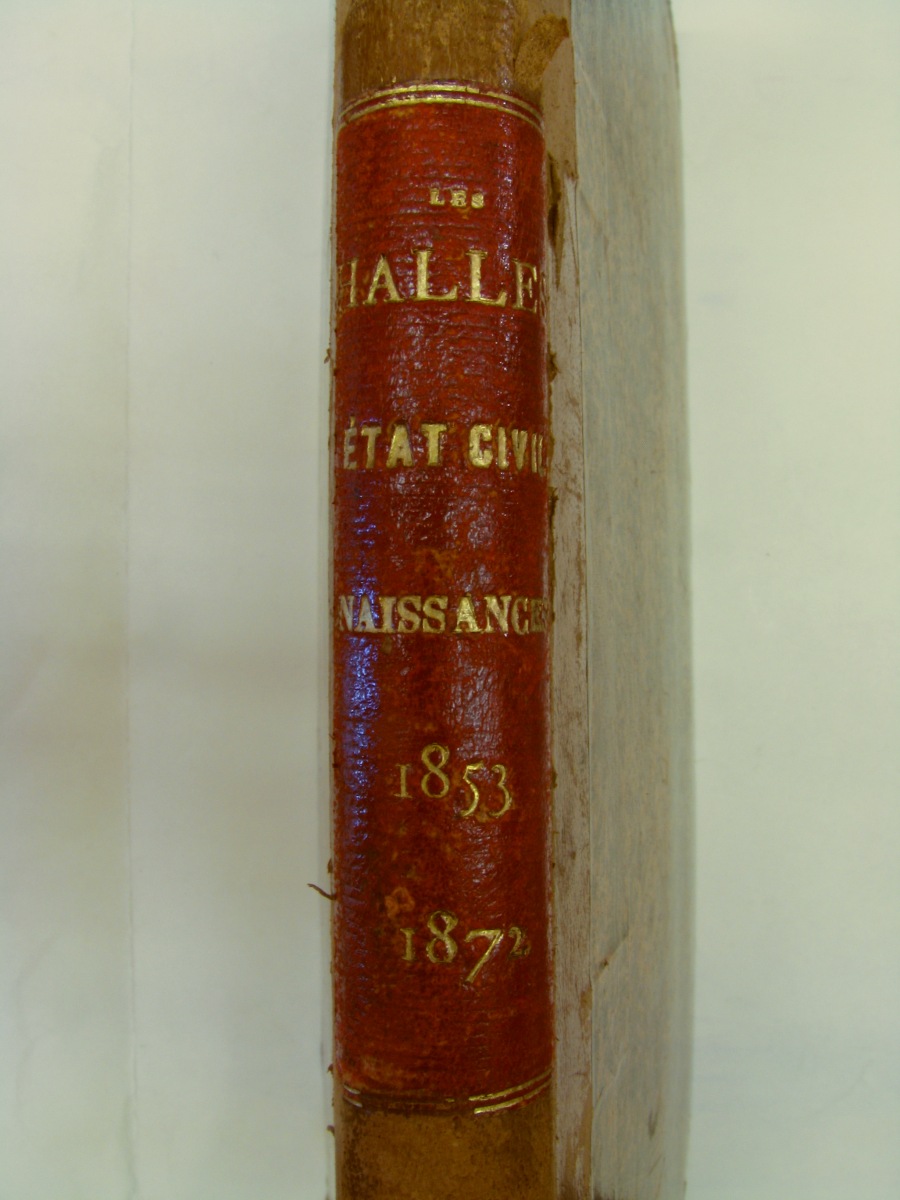 LES
HALLES
ÉTAT CIVIL
NAISSANCES
1853
1872